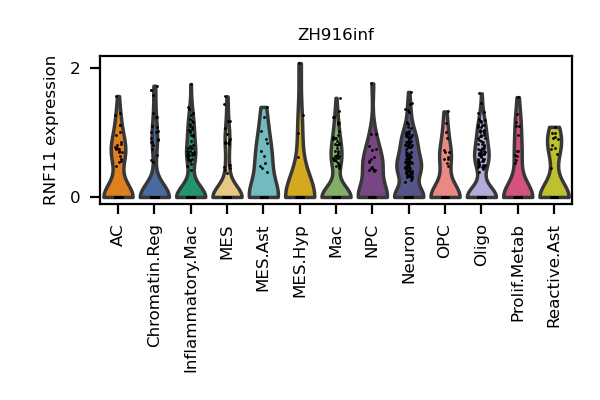 ZH916inf
RNF11 expression
2
0
AC
Chromatin.Reg
Inflammatory.Mac
MES
MES.Ast
MES.Hyp
Mac
NPC
Neuron
OPC
Oligo
Prolif.Metab
Reactive.Ast